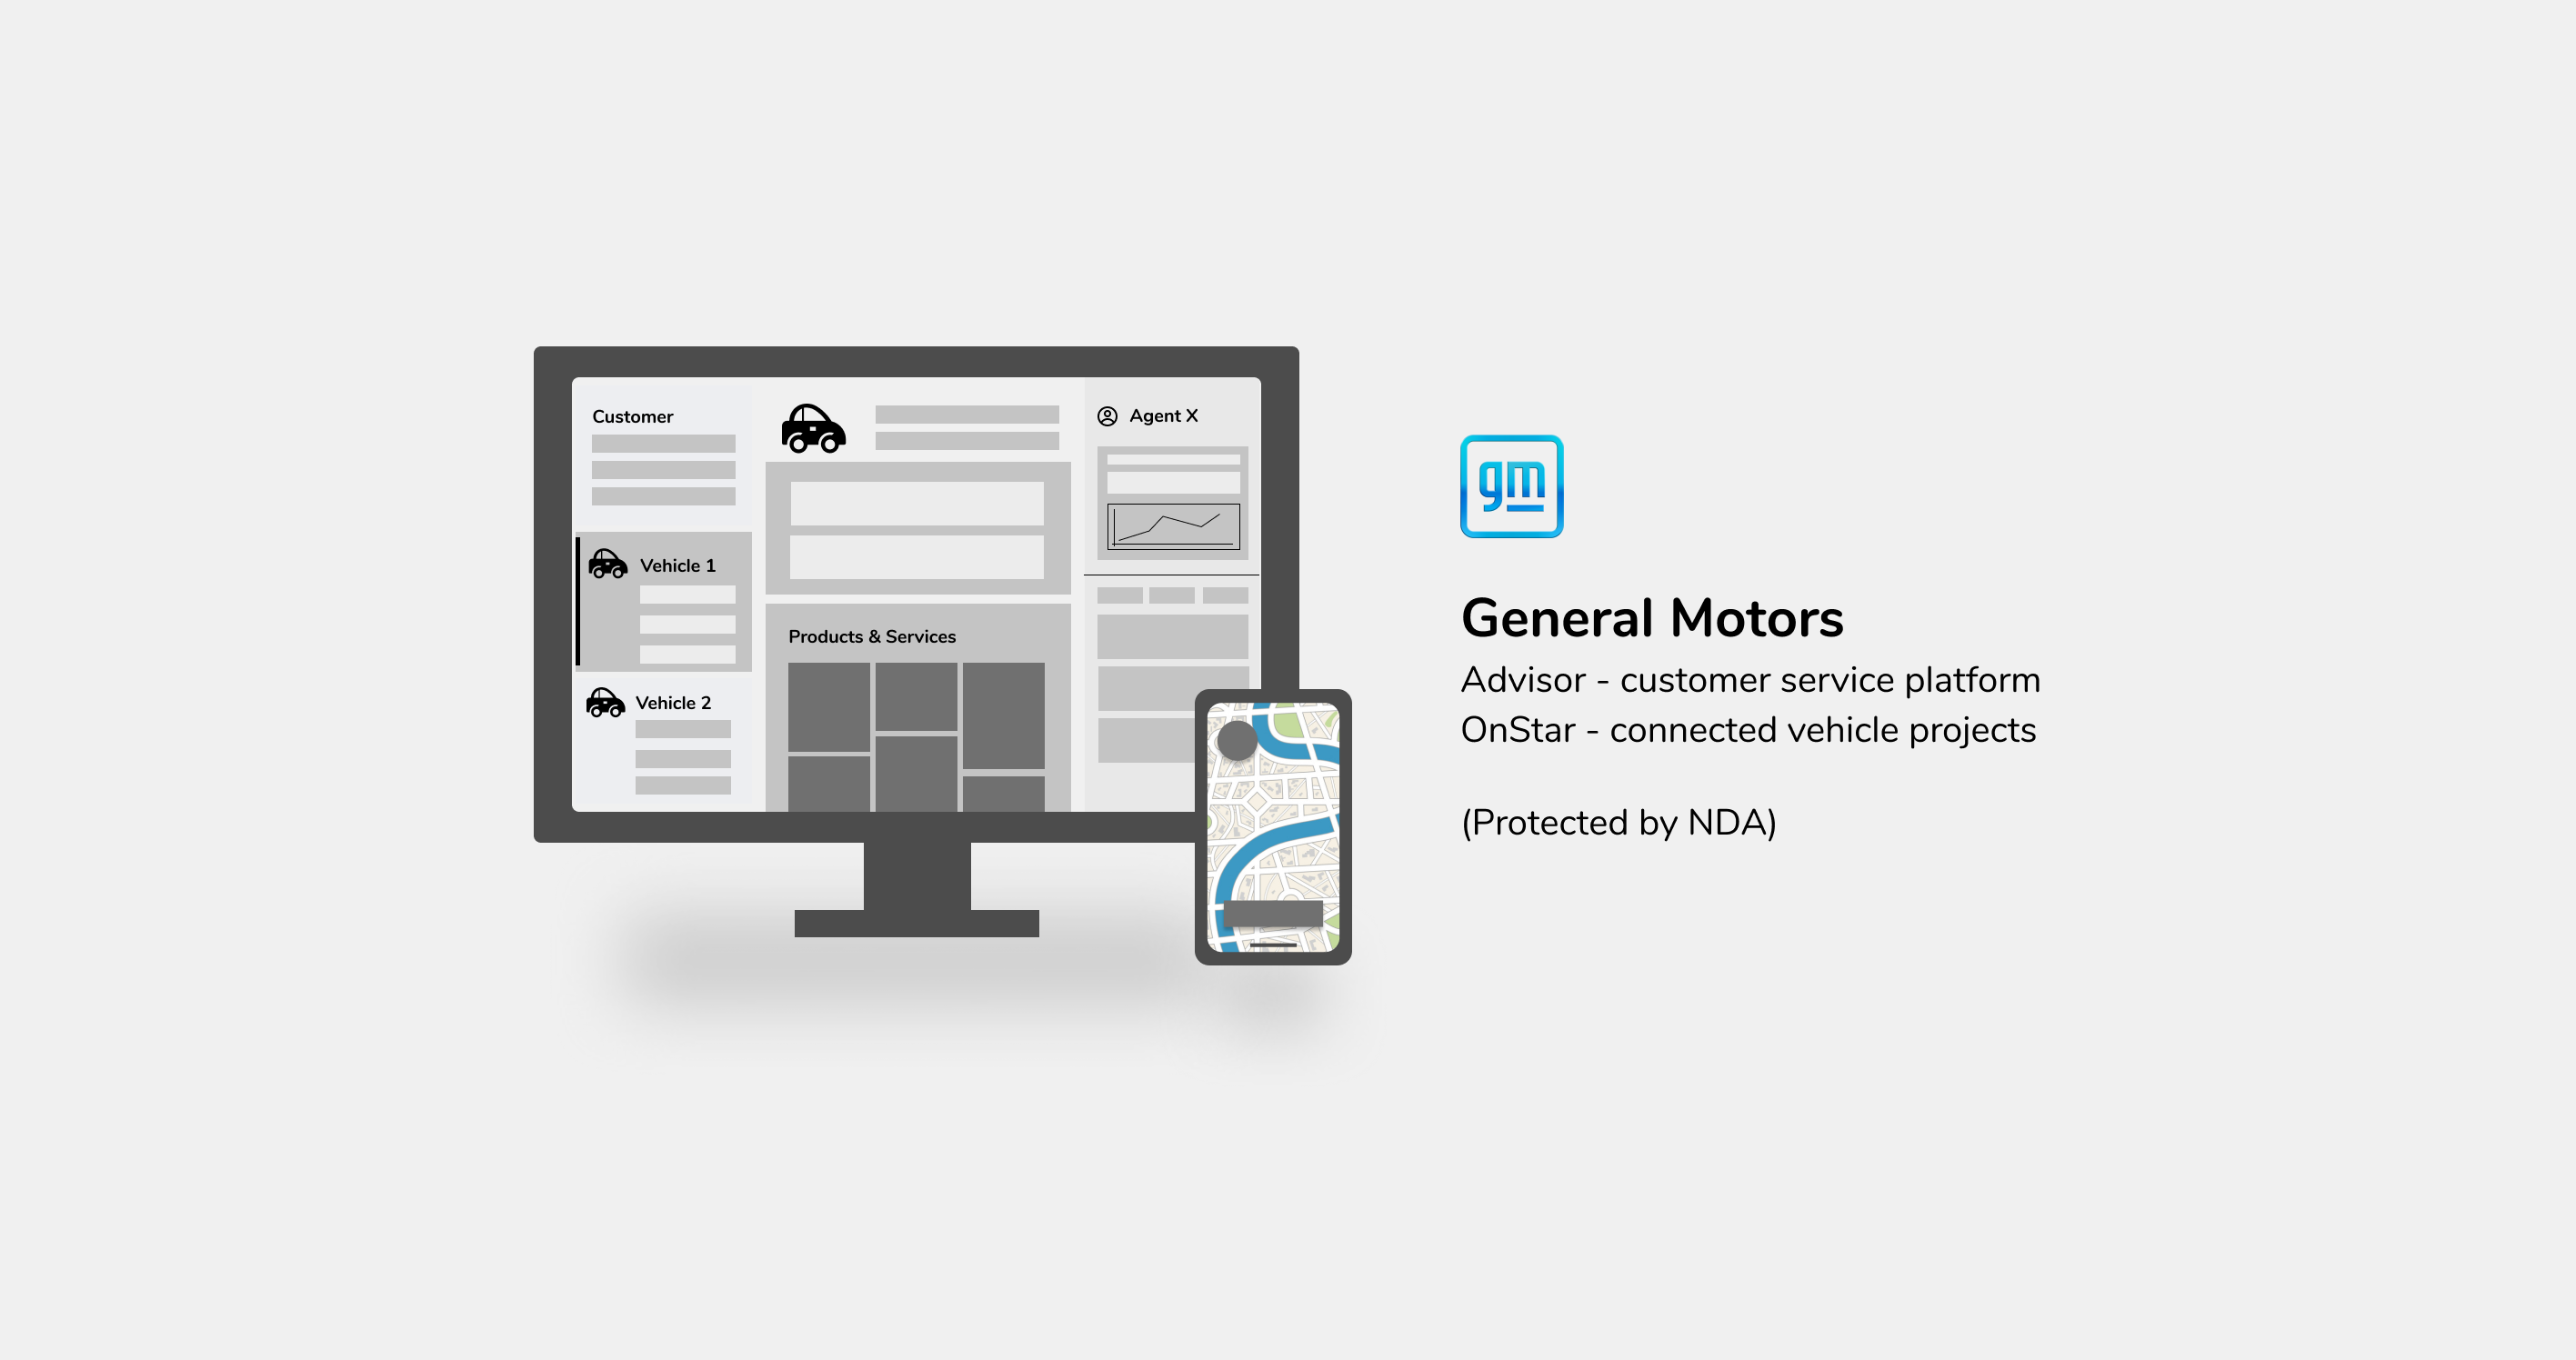 Customer
Vehicle 1
Vehicle 2
Products & Services
Agent X
gm
General Motors
Advisor - customer service platform
OnStar - connected vehicle projects
(Protected by NDA)